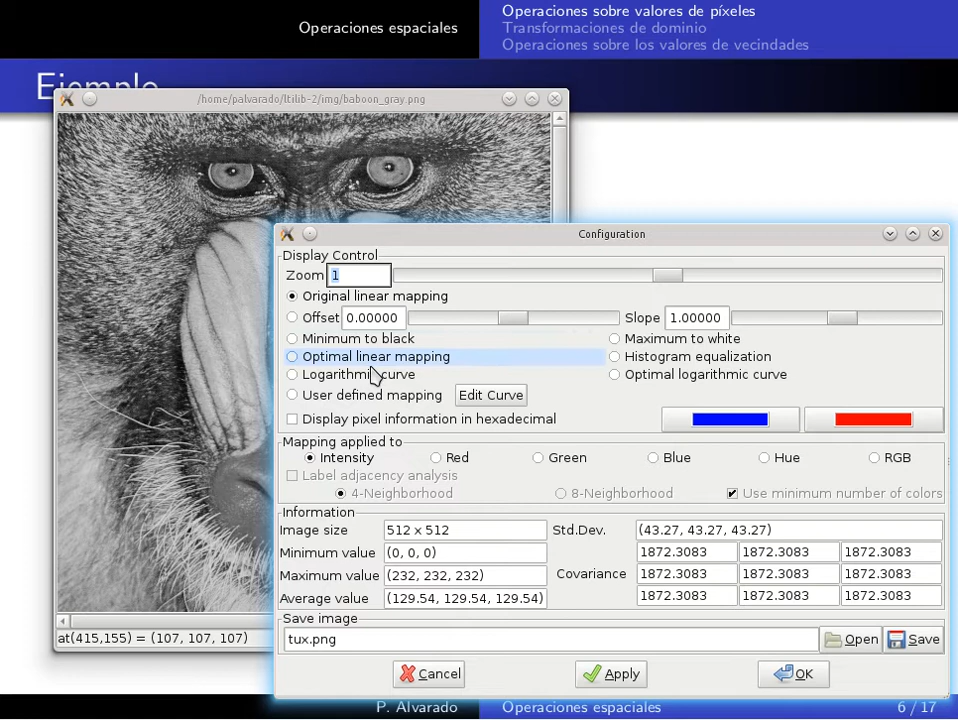 Operaciones espaciales
Operaciones sobre valores de píxeles
Transformaciones de dominio
Operaciones sobre los valores de vecindades
Ejemplo
/home/palvarado/ltilib-2/img/baboon_gray.png
Configuration
Display Control
Zoom 1
Original linear mapping
Offset 0.00000 Slope 1.00000
Minimum to black Maximum to white
Optimal linear mapping Histogram equalization
Logarithmic curve Optimal logarithmic curve
User defined mapping Edit Curve
Display pixel information in hexadecimal
Mapping applied to
Intensity Red Green Blue Hue RGB
Label adjacency analysis
4-Neighborhood 8-Neighborhood Use minimum number of colors
Information
Image size 512 x 512 Std.Dev. (43.27, 43.27, 43.27)
Minimum value (0, 0, 0) 1872.3083 1872.3083 1872.3083
Maximum value (232, 232, 232) Covariance 1872.3083 1872.3083 1872.3083
Average value (129.54, 129.54, 129.54) 1872.3083 1872.3083 1872.3083
Save image
tux.png Open Save
at(415,155) = (107, 107, 107)
Cancel Apply OK
P. Alvarado Operaciones espaciales 6 / 17